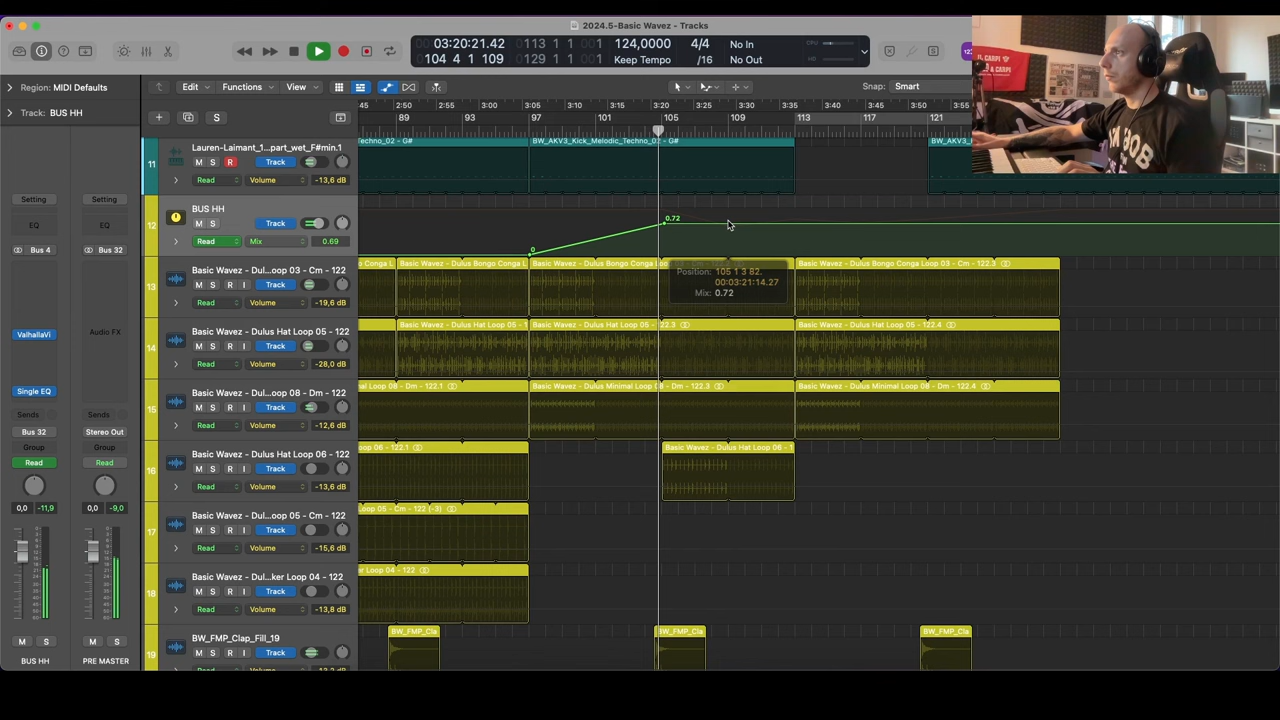 2024.5-Basic Wavez - Tracks
03:20:21.42
104 4 1 109
0113 1 1 001
129 1 1 001
124,0000
Keep Tempo
4/4
/16
No In
No Out
CPU
HD
Region: MIDI Defaults
Track: BUS HH
Edit
Functions
View
Snap: Smart
2:50 2:55 3:00 3:05 3:10 3:15 3:20 3:25 3:30 3:35 3:40 3:45 3:50 3:55
89 93 97 101 105 109 113 117 121
S
11
Lauren-Laimant_1...part_wet_F#min.1
M S R I Track
Read Volume -13,6 dB
Techno_02 - G#
12
BUS HH
M S Track
Read Mix 0.69
0
0.72
Position: 105 1 3 82.
00:03:21:14.27
Mix: 0.72
13
Basic Wavez - Dul...oop 03 - Cm - 122
M S R I Track
Read Volume -19,6 dB
o Conga L
Basic Wavez - Dulus Bongo Conga L
Basic Wavez - Dulus Bongo Conga Loo
Basic Wavez - Dulus Bongo Conga Loop 03 - Cm - 122.3
14
Basic Wavez - Dulus Hat Loop 05 - 122
M S R I Track
Read Volume -28,0 dB
Basic Wavez - Dulus Hat Loop 05 - 1
Basic Wavez - Dulus Hat Loop 05 - 122.3
Basic Wavez - Dulus Hat Loop 05 - 122.4
15
Basic Wavez - Dul...oop 08 - Dm - 122
M S R I Track
Read Volume -12,6 dB
nal Loop 08 - Dm - 122.1
Basic Wavez - Dulus Minimal Loop 08 - Dm - 122.3
Basic Wavez - Dulus Minimal Loop 08 - Dm - 122.4
16
Basic Wavez - Dulus Hat Loop 06 - 122
M S R I Track
Read Volume -13,6 dB
oop 06 - 122.1
Basic Wavez - Dulus Hat Loop 06 - 1
17
Basic Wavez - Dul...oop 05 - Cm - 122
M S R I Track
Read Volume -15,6 dB
Loop 05 - Cm - 122 (-3)
18
Basic Wavez - Dul...ker Loop 04 - 122
M S R I Track
Read Volume -13,8 dB
er Loop 04 - 122
19
BW_FMP_Clap_Fill_19
M S R I Track
BW_FMP_Cla
BW_FMP_Cla
BW_FMP_Cla
Setting Setting
EQ EQ
Bus 4 Bus 32
ValhallaVi Audio FX
Single EQ
Sends Sends
Bus 32 Stereo Out
Group Group
Read Read
0,0 -11,9 0,0 -9,0
M S M S
BUS HH PRE MASTER